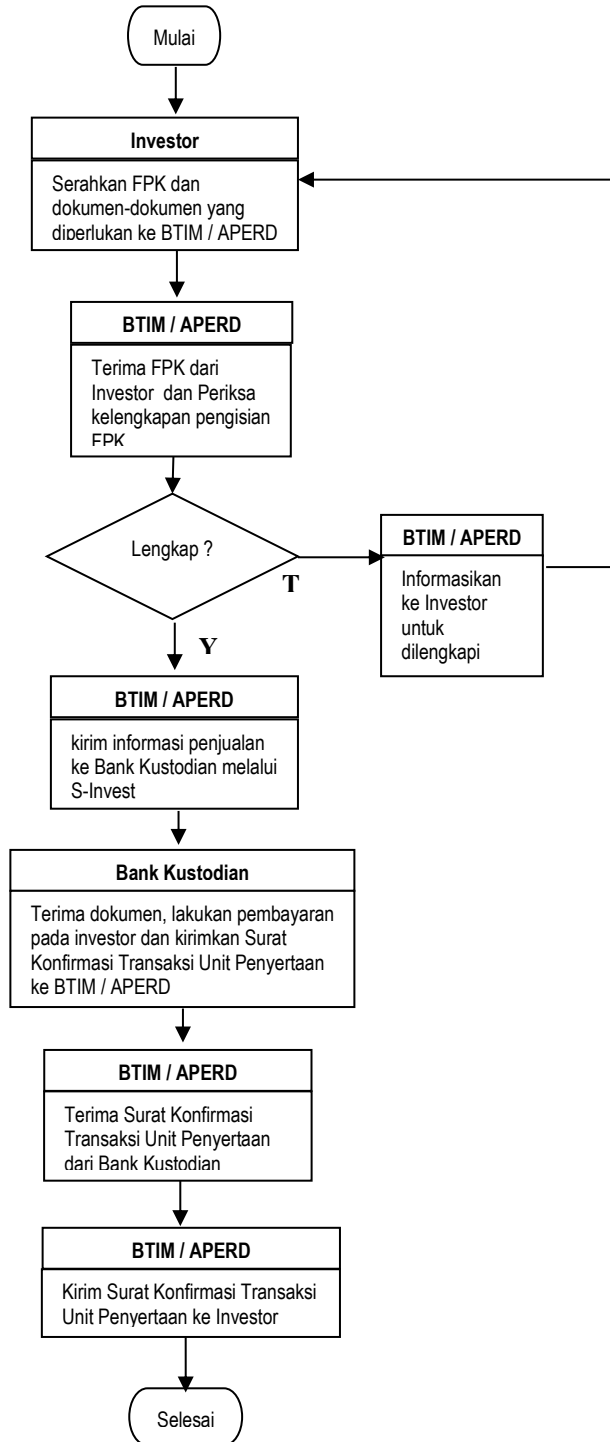 Mulai
Investor
Serahkan FPK dan
dokumen-dokumen yang
diperlukan ke BTIM / APERD
BTIM / APERD
Terima FPK dari
Investor dan Periksa
kelengkapan pengisian
FPK
Lengkap ?
T
BTIM / APERD
Informasikan
ke Investor
untuk
dilengkapi
Y
BTIM / APERD
kirim informasi penjualan
ke Bank Kustodian melalui
S-Invest
Bank Kustodian
Terima dokumen, lakukan pembayaran
pada investor dan kirimkan Surat
Konfirmasi Transaksi Unit Penyertaan
ke BTIM / APERD
BTIM / APERD
Terima Surat Konfirmasi
Transaksi Unit Penyertaan
dari Bank Kustodian
BTIM / APERD
Kirim Surat Konfirmasi Transaksi
Unit Penyertaan ke Investor
Selesai